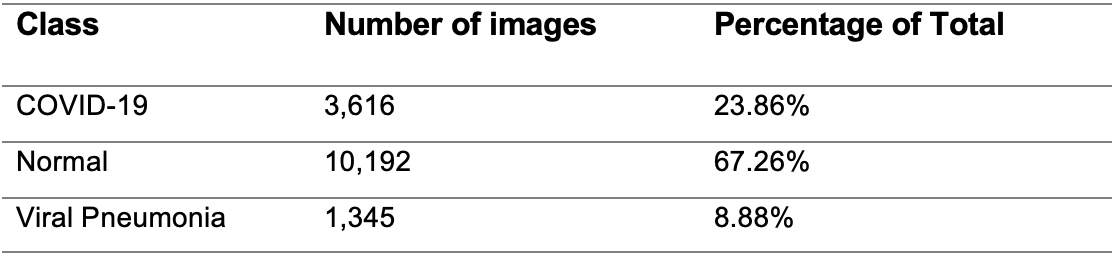 Class Number of images Percentage of Total
COVID-19 3,616 23.86%
Normal 10,192 67.26%
Viral Pneumonia 1,345 8.88%